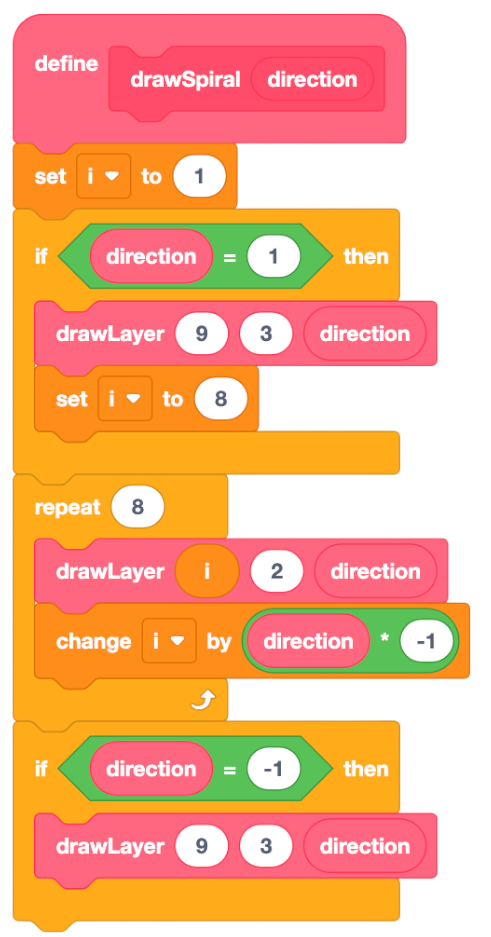 define drawSpiral direction
set i to 1
if direction = 1 then
drawLayer 9 3 direction
set i to 8
repeat 8
drawLayer i 2 direction
change i by direction * -1
if direction = -1 then
drawLayer 9 3 direction